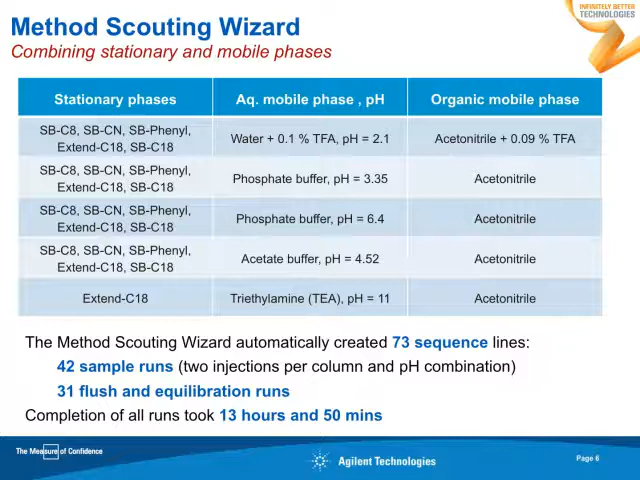 INFINITELY BETTER
TECHNOLOGIES
Method Scouting Wizard
Combining stationary and mobile phases
Stationary phases Aq. mobile phase , pH Organic mobile phase
SB-C8, SB-CN, SB-Phenyl,
Extend-C18, SB-C18
Water + 0.1 % TFA, pH = 2.1 Acetonitrile + 0.09 % TFA
SB-C8, SB-CN, SB-Phenyl,
Extend-C18, SB-C18
Phosphate buffer, pH = 3.35 Acetonitrile
SB-C8, SB-CN, SB-Phenyl,
Extend-C18, SB-C18
Phosphate buffer, pH = 6.4 Acetonitrile
SB-C8, SB-CN, SB-Phenyl,
Extend-C18, SB-C18
Acetate buffer, pH = 4.52 Acetonitrile
Extend-C18 Triethylamine (TEA), pH = 11 Acetonitrile
The Method Scouting Wizard automatically created 73 sequence lines:
42 sample runs (two injections per column and pH combination)
31 flush and equilibration runs
Completion of all runs took 13 hours and 50 mins
The Measure of Confidence
Agilent Technologies
Page 6